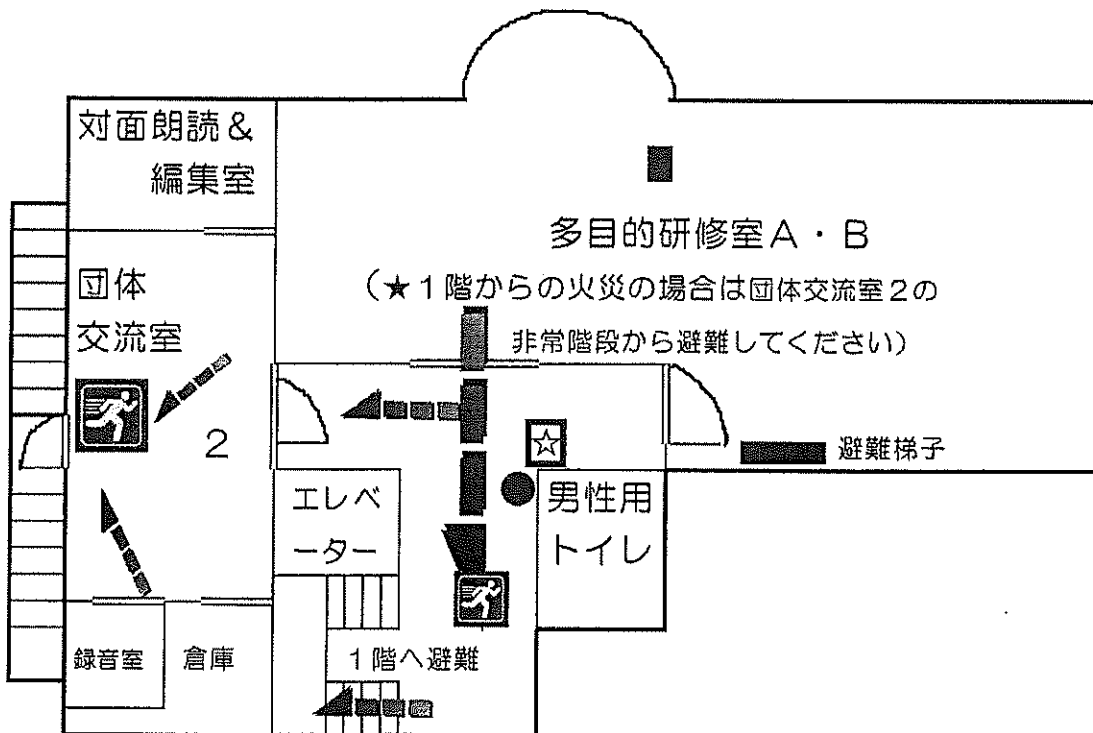 対面朗読＆
編集室
多目的研修室Ａ・Ｂ
（★１階からの火災の場合は団体交流室２の
非常階段から避難してください）
団体
交流室
２
避難梯子
エレベ
ーター
男性用
トイレ
録音室
倉庫
１階へ避難